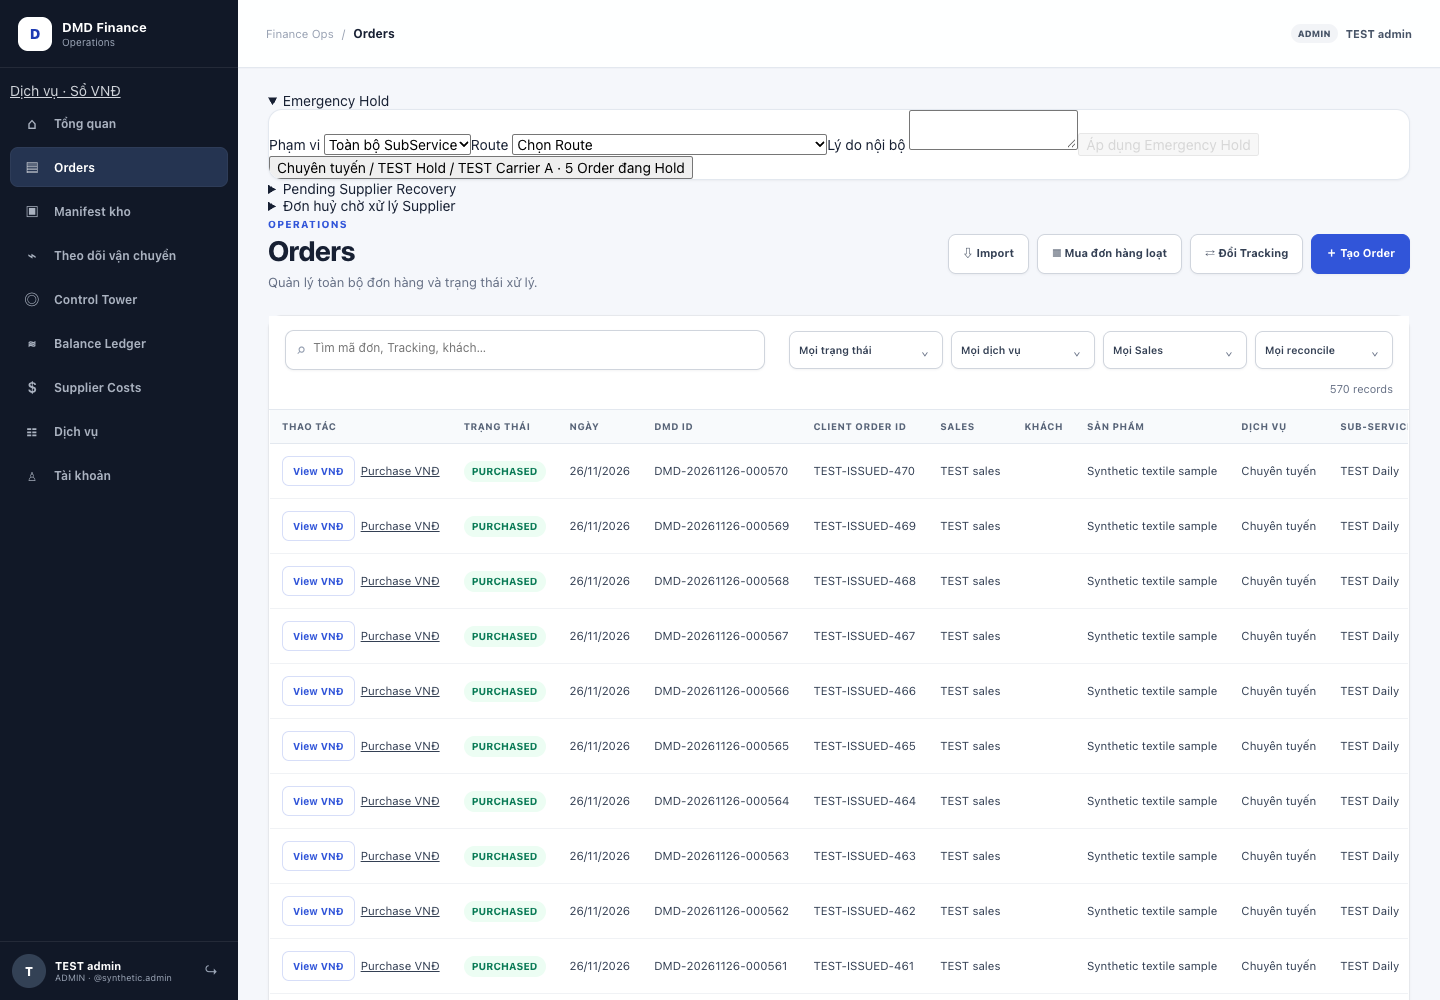 D
DMD Finance
Operations
Dịch vụ · Số VNĐ
Tổng quan
Orders
Manifest kho
Theo dõi vận chuyển
Control Tower
Balance Ledger
$ Supplier Costs
Dịch vụ
Tài khoản
T
TEST admin
ADMIN · @synthetic.admin
Finance Ops / Orders
ADMIN TEST admin
Emergency Hold
Phạm vi Toàn bộ SubService Route Chọn Route Lý do nội bộ Áp dụng Emergency Hold
Chuyên tuyến / TEST Hold / TEST Carrier A · 5 Order đang Hold
Pending Supplier Recovery
Đơn huỷ chờ xử lý Supplier
OPERATIONS
Orders
Quản lý toàn bộ đơn hàng và trạng thái xử lý.
Import
Mua đơn hàng loạt
Đổi Tracking
+ Tạo Order
Tìm mã đơn, Tracking, khách...
Mọi trạng thái
Mọi dịch vụ
Mọi Sales
Mọi reconcile
570 records
THAO TÁC TRẠNG THÁI NGÀY DMD ID CLIENT ORDER ID SALES KHÁCH SẢN PHẨM DỊCH VỤ SUB-SERVIC
View VNĐ Purchase VNĐ PURCHASED 26/11/2026 DMD-20261126-000570 TEST-ISSUED-470 TEST sales Synthetic textile sample Chuyên tuyến TEST Daily
View VNĐ Purchase VNĐ PURCHASED 26/11/2026 DMD-20261126-000569 TEST-ISSUED-469 TEST sales Synthetic textile sample Chuyên tuyến TEST Daily
View VNĐ Purchase VNĐ PURCHASED 26/11/2026 DMD-20261126-000568 TEST-ISSUED-468 TEST sales Synthetic textile sample Chuyên tuyến TEST Daily
View VNĐ Purchase VNĐ PURCHASED 26/11/2026 DMD-20261126-000567 TEST-ISSUED-467 TEST sales Synthetic textile sample Chuyên tuyến TEST Daily
View VNĐ Purchase VNĐ PURCHASED 26/11/2026 DMD-20261126-000566 TEST-ISSUED-466 TEST sales Synthetic textile sample Chuyên tuyến TEST Daily
View VNĐ Purchase VNĐ PURCHASED 26/11/2026 DMD-20261126-000565 TEST-ISSUED-465 TEST sales Synthetic textile sample Chuyên tuyến TEST Daily
View VNĐ Purchase VNĐ PURCHASED 26/11/2026 DMD-20261126-000564 TEST-ISSUED-464 TEST sales Synthetic textile sample Chuyên tuyến TEST Daily
View VNĐ Purchase VNĐ PURCHASED 26/11/2026 DMD-20261126-000563 TEST-ISSUED-463 TEST sales Synthetic textile sample Chuyên tuyến TEST Daily
View VNĐ Purchase VNĐ PURCHASED 26/11/2026 DMD-20261126-000562 TEST-ISSUED-462 TEST sales Synthetic textile sample Chuyên tuyến TEST Daily
View VNĐ Purchase VNĐ PURCHASED 26/11/2026 DMD-20261126-000561 TEST-ISSUED-461 TEST sales Synthetic textile sample Chuyên tuyến TEST Daily